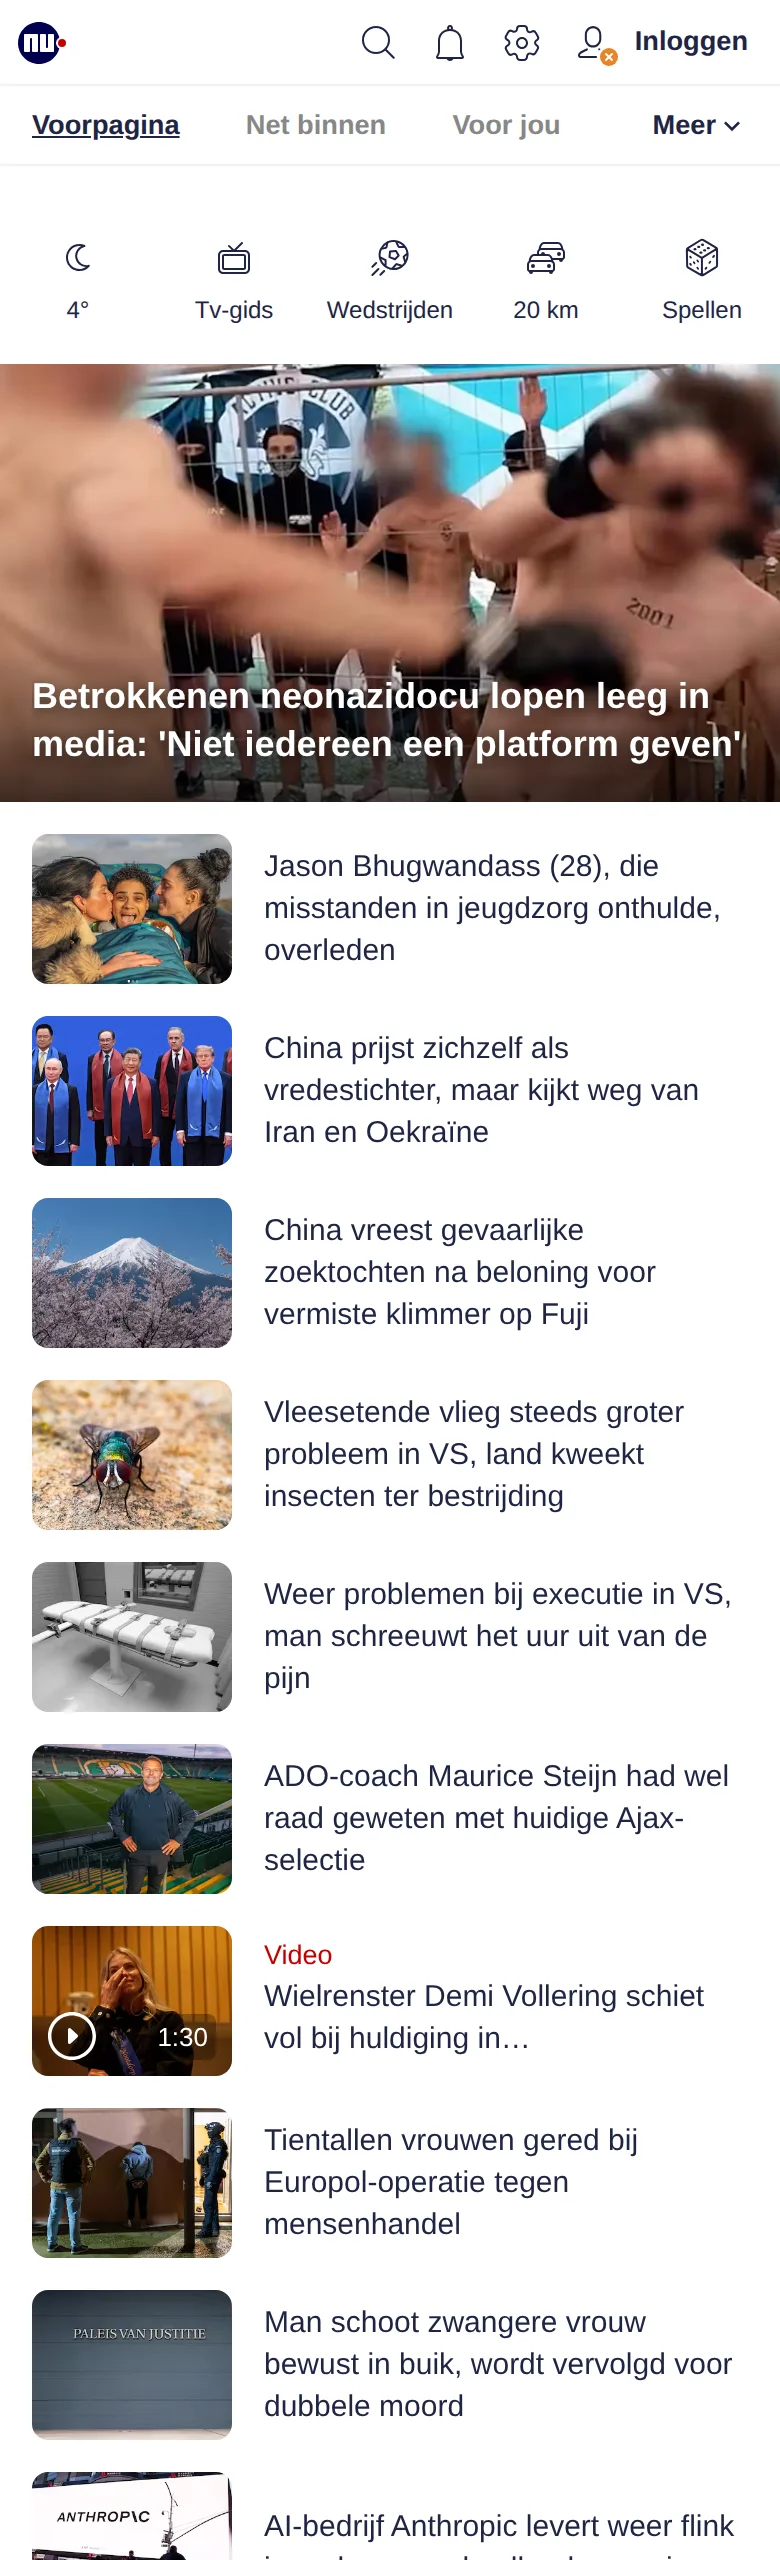 nu
Inloggen
Voorpagina Net binnen Voor jou Meer
4° Tv-gids Wedstrijden 20 km Spellen
ACTIVE CLUB
2001
Betrokkenen neonazidocu lopen leeg in
media: 'Niet iedereen een platform geven'
Jason Bhugwandass (28), die
misstanden in jeugdzorg onthulde,
overleden
China prijst zichzelf als
vredestichter, maar kijkt weg van
Iran en Oekraïne
China vreest gevaarlijke
zoektochten na beloning voor
vermiste klimmer op Fuji
Vleesetende vlieg steeds groter
probleem in VS, land kweekt
insecten ter bestrijding
Weer problemen bij executie in VS,
man schreeuwt het uur uit van de
pijn
ADO-coach Maurice Steijn had wel
raad geweten met huidige Ajax-
selectie
Video
Wielrenster Demi Vollering schiet
vol bij huldiging in…
1:30
Tientallen vrouwen gered bij
Europol-operatie tegen
mensenhandel
PALEIS VAN JUSTITIE
Man schoot zwangere vrouw
bewust in buik, wordt vervolgd voor
dubbele moord
ANTHROP\C
AI-bedrijf Anthropic levert weer flink